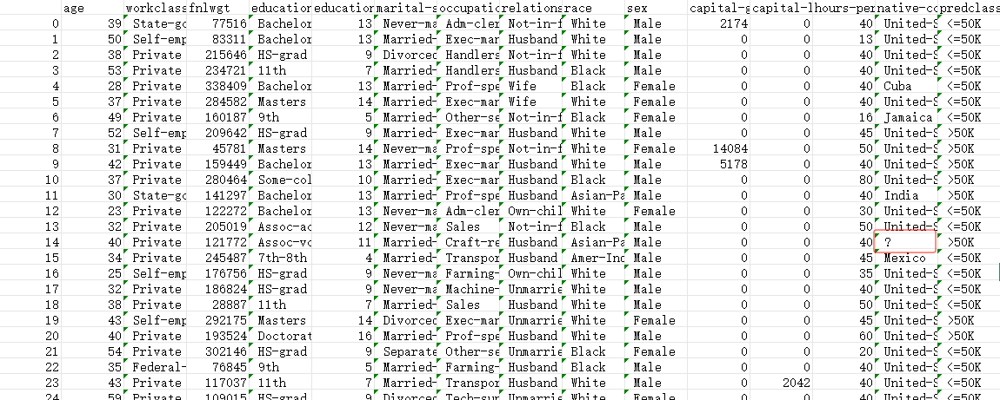 age workclass fnlwgt education education marital-s occupatic relations race sex capital-g capital-l hours-per native-co predclass
0 39 State-gc 77516 Bachelor 13 Never-ma Adm-cler Not-in-f White Male 2174 0 40 United-S <=50K
1 50 Self-emp 83311 Bachelor 13 Married- Exec-mar Husband White Male 0 0 13 United-S <=50K
2 38 Private 215646 HS-grad 9 Divorced Handlers Not-in-f White Male 0 0 40 United-S <=50K
3 53 Private 234721 11th 7 Married- Handlers Husband Black Male 0 0 40 United-S <=50K
4 28 Private 338409 Bachelor 13 Married- Prof-spe Wife Black Female 0 0 40 Cuba <=50K
5 37 Private 284582 Masters 14 Married- Exec-mar Wife White Female 0 0 40 United-S <=50K
6 49 Private 160187 9th 5 Married- Other-se Not-in-f Black Female 0 0 16 Jamaica <=50K
7 52 Self-emp 209642 HS-grad 9 Married- Exec-mar Husband White Male 0 0 45 United-S >50K
8 31 Private 45781 Masters 14 Never-ma Prof-spe Not-in-f White Female 14084 0 50 United-S >50K
9 42 Private 159449 Bachelor 13 Married- Exec-mar Husband White Male 5178 0 40 United-S >50K
10 37 Private 280464 Some-col 10 Married- Exec-mar Husband Black Male 0 0 80 United-S >50K
11 30 State-gc 141297 Bachelor 13 Married- Prof-spe Husband Asian-Pa Male 0 0 40 India >50K
12 23 Private 122272 Bachelor 13 Never-ma Adm-cler Own-chil White Female 0 0 30 United-S <=50K
13 32 Private 205019 Assoc-ac 12 Never-ma Sales Not-in-f Black Male 0 0 50 United-S <=50K
14 40 Private 121772 Assoc-vc 11 Married- Craft-re Husband Asian-Pa Male 0 0 40 ? >50K
15 34 Private 245487 7th-8th 4 Married- Transpor Husband Amer-Ind Male 0 0 45 Mexico <=50K
16 25 Self-emp 176756 HS-grad 9 Never-ma Farming- Own-chil White Male 0 0 35 United-S <=50K
17 32 Private 186824 HS-grad 9 Never-ma Machine- Unmarrie White Male 0 0 40 United-S <=50K
18 38 Private 28887 11th 7 Married- Sales Husband White Male 0 0 50 United-S <=50K
19 43 Self-emp 292175 Masters 14 Divorced Exec-mar Unmarrie White Female 0 0 45 United-S >50K
20 40 Private 193524 Doctorat 16 Married- Prof-spe Husband White Male 0 0 60 United-S >50K
21 54 Private 302146 HS-grad 9 Separate Other-se Unmarrie Black Female 0 0 20 United-S <=50K
22 35 Federal- 76845 9th 5 Married- Farming- Husband Black Male 0 0 40 United-S <=50K
23 43 Private 117037 11th 7 Married- Transpor Husband White Male 0 2042 40 United-S <=50K
24 59 Private 109015 HS-grad 9 Divorced Tech-sup Unmarrie White Female 0 0 40 United-S <=50K